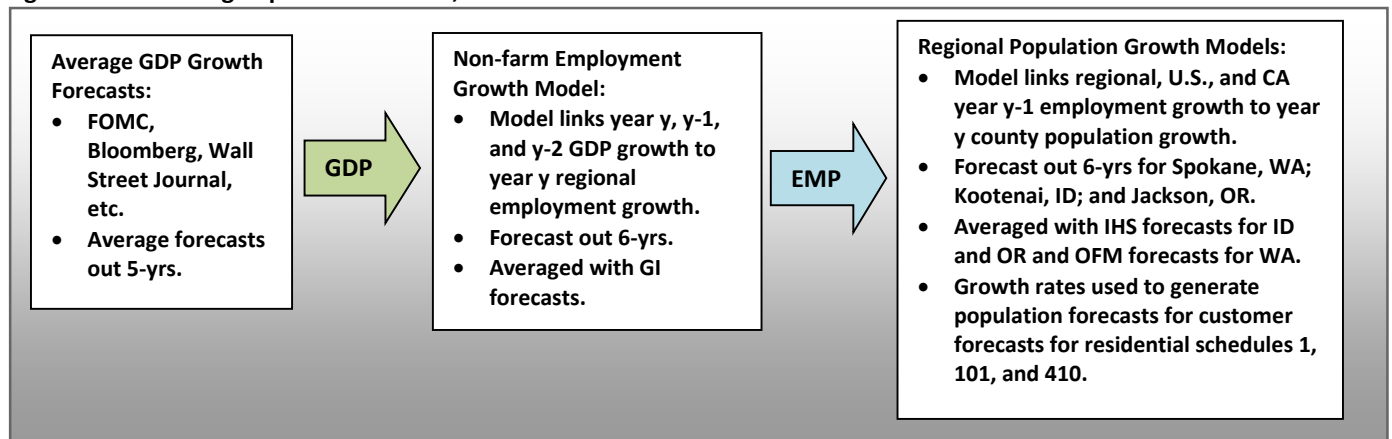 Average GDP Growth
Forecasts:
• FOMC,
Bloomberg, Wall
Street Journal,
etc.
• Average forecasts
out 5-yrs.
GDP
Non-farm Employment
Growth Model:
• Model links year y, y-1,
and y-2 GDP growth to
year y regional
employment growth.
• Forecast out 6-yrs.
• Averaged with GI
forecasts.
EMP
Regional Population Growth Models:
• Model links regional, U.S., and CA
year y-1 employment growth to year
y county population growth.
• Forecast out 6-yrs for Spokane, WA;
Kootenai, ID; and Jackson, OR.
• Averaged with IHS forecasts for ID
and OR and OFM forecasts for WA.
• Growth rates used to generate
population forecasts for customer
forecasts for residential schedules 1,
101, and 410.